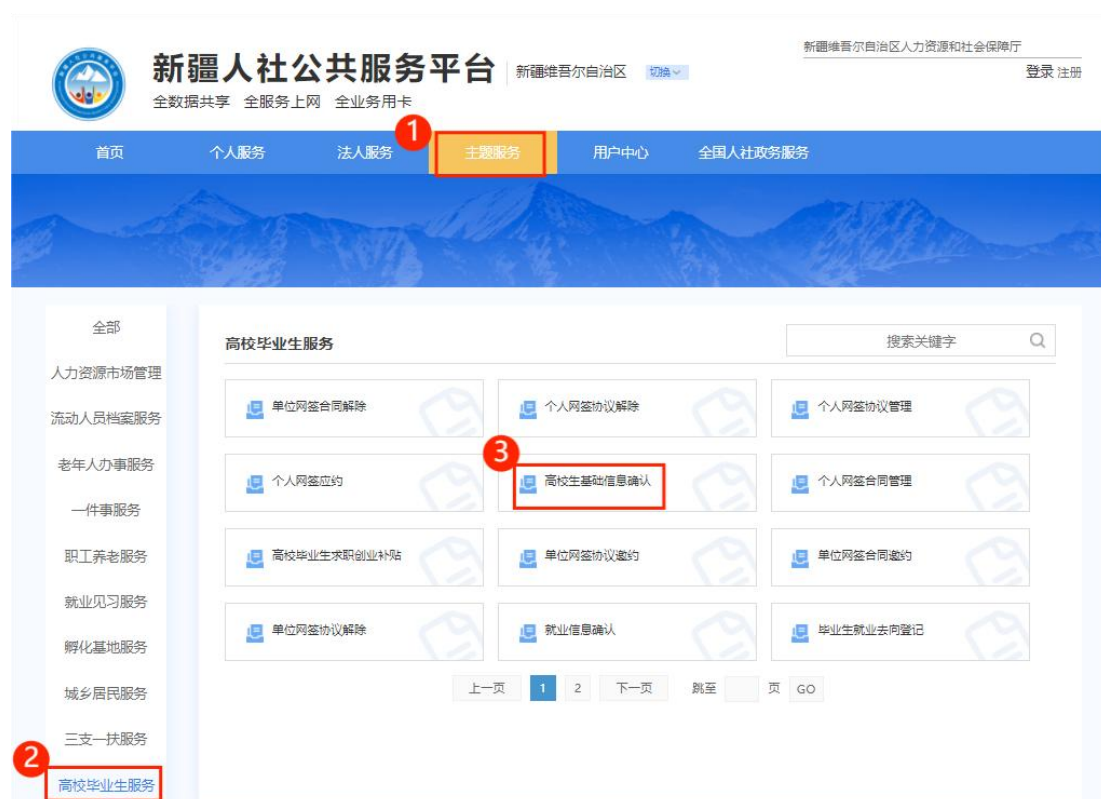 新疆维吾尔自治区人力资源和社会保障厅
新疆人社公共服务平台 新疆维吾尔自治区 切换
登录 注册
全数据共享 全服务上网 全业务用卡
1
首页 个人服务 法人服务 主题服务 用户中心 全国人社政务服务
全部
人力资源市场管理
流动人员档案服务
老年人办事服务
一件事服务
职工养老服务
就业见习服务
孵化基地服务
城乡居民服务
三支一扶服务
2
高校毕业生服务
高校毕业生服务 搜索关键字
单位网签合同解除 个人网签协议解除 个人网签协议管理
3
个人网签应约 高校生基础信息确认 个人网签合同管理
高校毕业生求职创业补贴 单位网签协议邀约 单位网签合同邀约
单位网签协议解除 就业信息确认 毕业生就业去向登记
上一页 1 2 下一页 跳至 页 GO